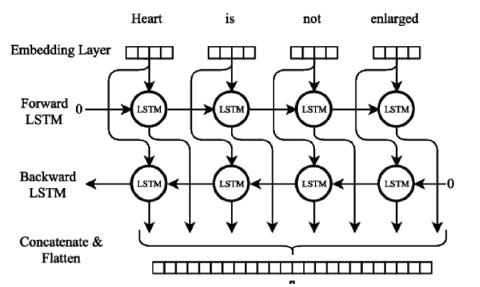 Heart is not enlarged
Embedding Layer
Forward 0
LSTM
LSTM LSTM LSTM LSTM
Backward
LSTM
LSTM LSTM LSTM LSTM 0
Concatenate &
Flatten